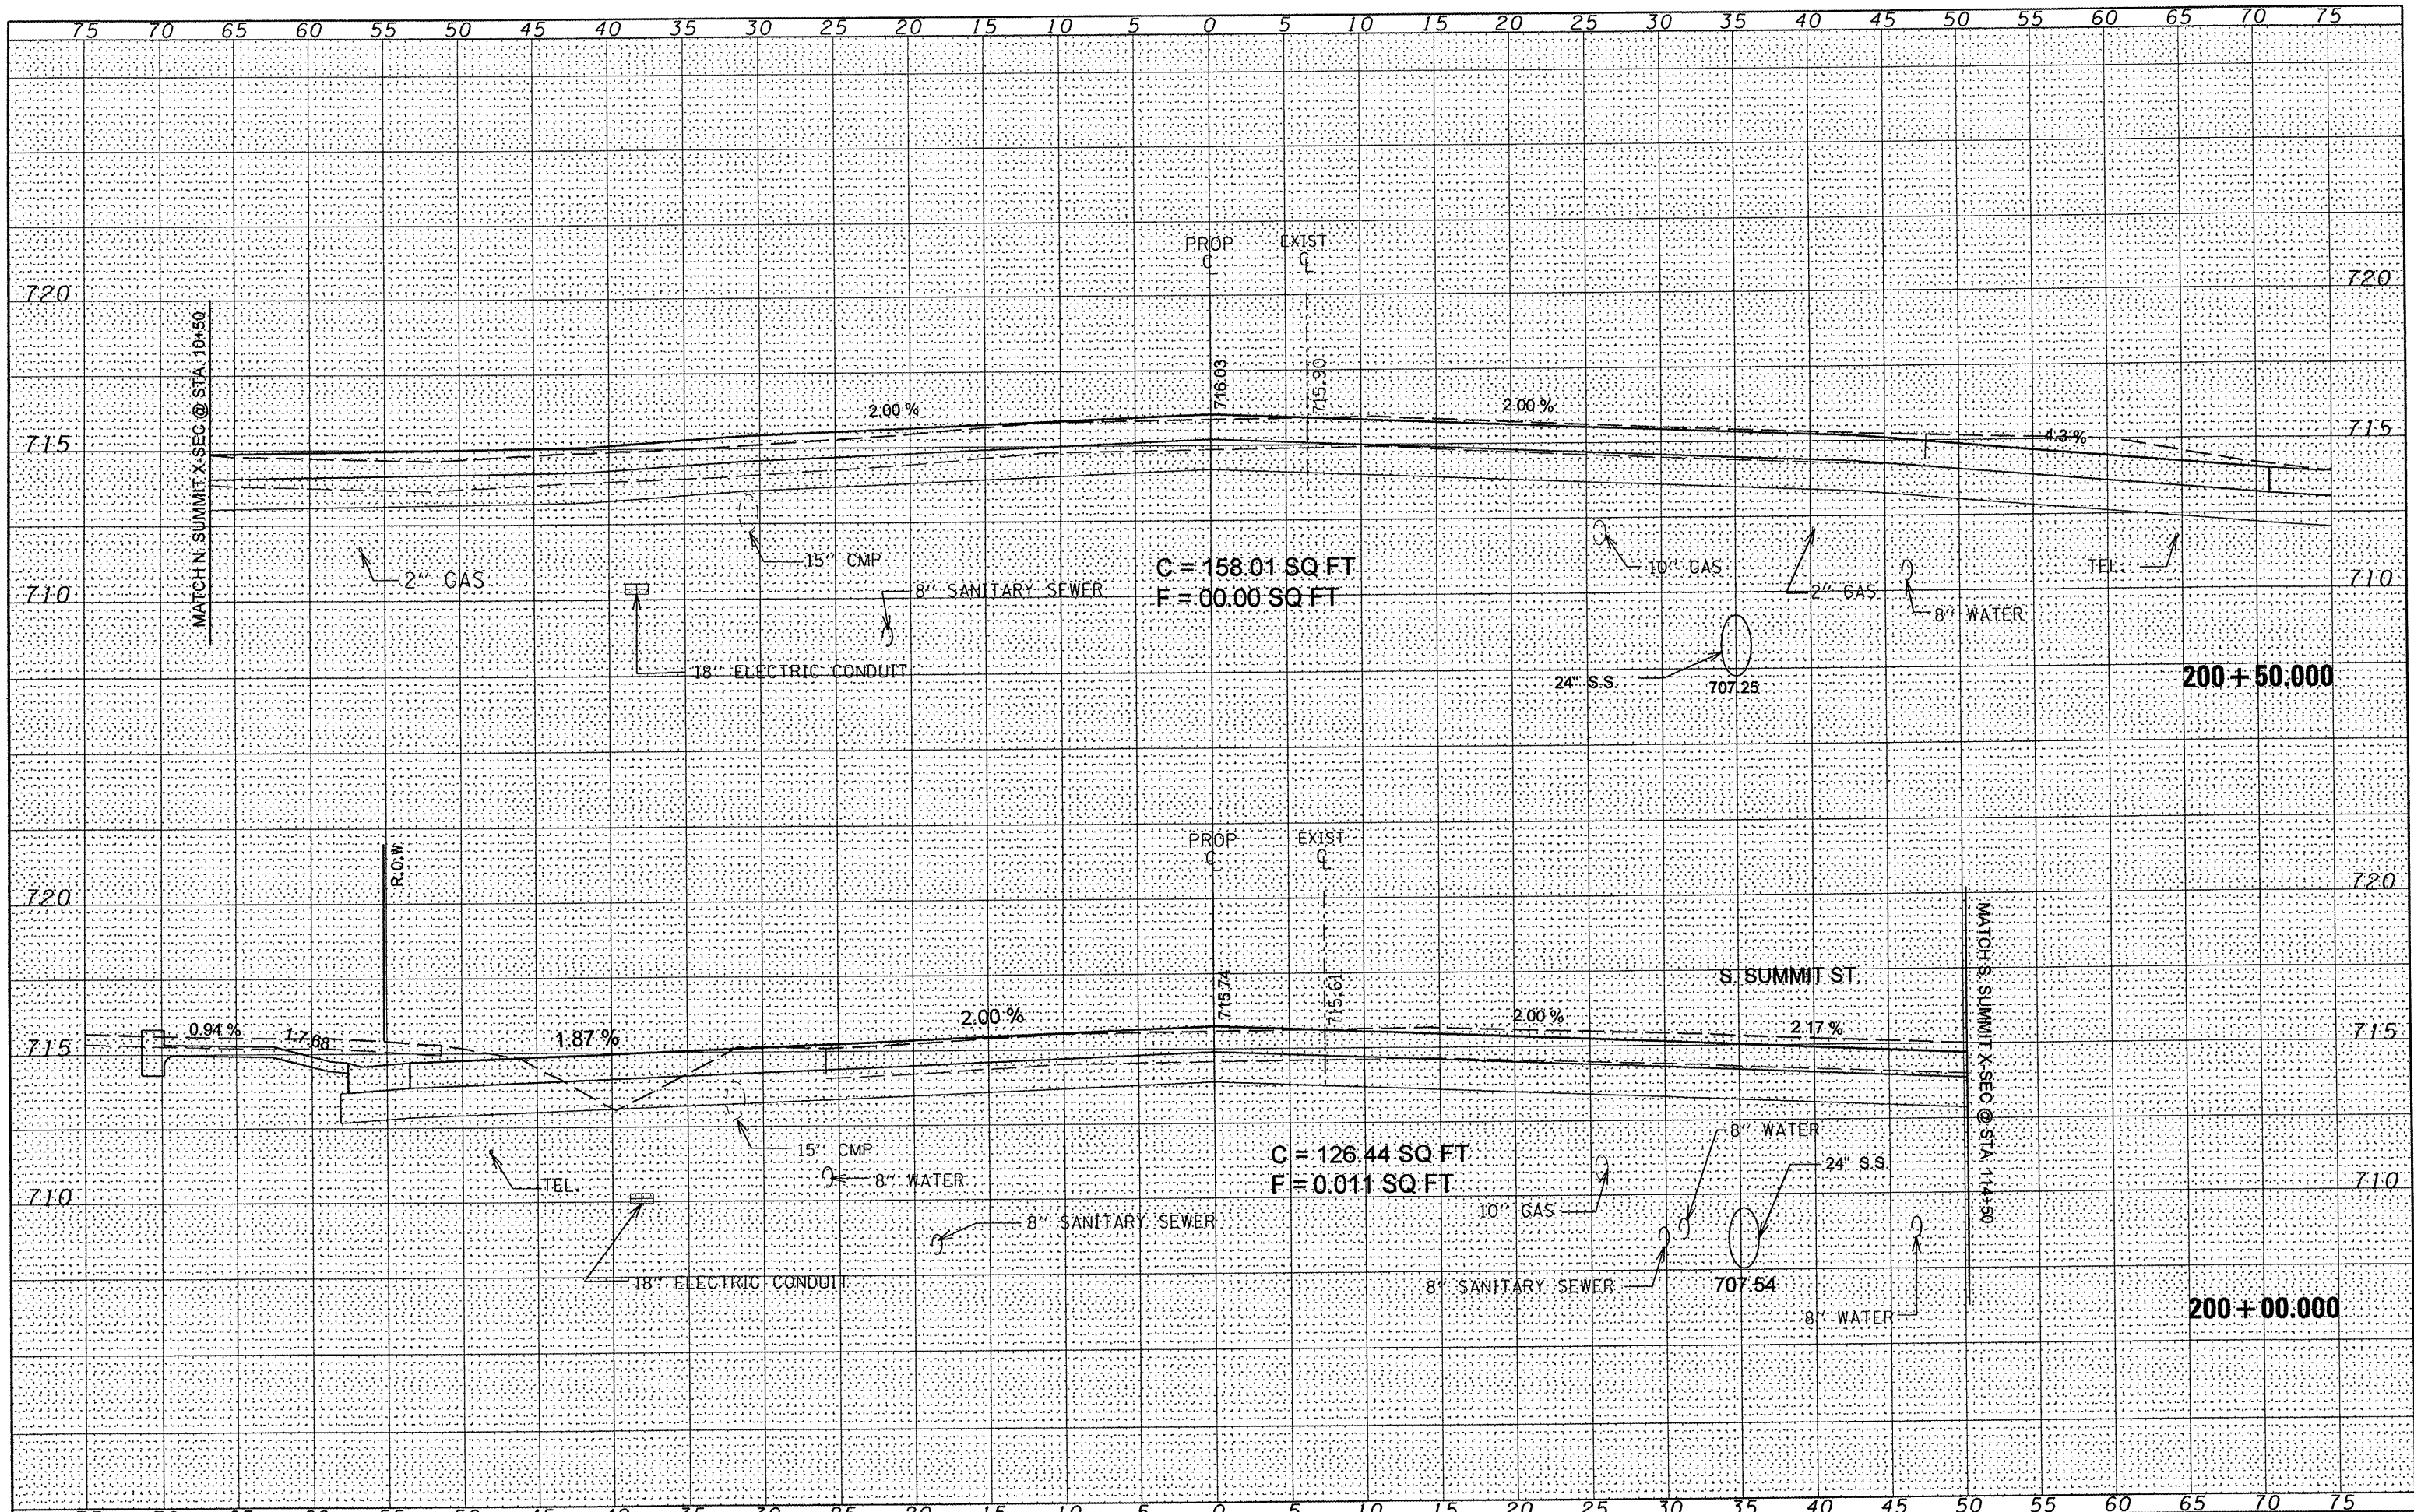 75 70 65 60 55 50 45 40 35 30 25 20 15 10 5 0 5 10 15 20 25 30 35 40 45 50 55 60 65 70 75
PROP
EXIST
720 720
MATCH N. SUMMIT X-SEC @ STA. 10+50
716.03
715.90
2.00 %
2.00 %
4.3 %
715 715
2" GAS
15" CMP
8" SANITARY SEWER
18" ELECTRIC CONDUIT
C = 158.01 SQ FT
F = 00.00 SQ FT
10" GAS
2" GAS
8" WATER
TEL.
710 710
24" S.S.
707.25
200 + 50.000
PROP
EXIST
R.O.W
720 720
MATCH S. SUMMIT X-SEC @ STA. 114+50
715.74
715.61
S. SUMMIT ST
0.94 %
1:7.68
1.87 %
2.00 %
2.00 %
2.17 %
715 715
15" CMP
TEL.
8" WATER
C = 126.44 SQ FT
F = 0.011 SQ FT
8" WATER
24" S.S.
710 710
10" GAS
8" SANITARY SEWER
18" ELECTRIC CONDUIT
8" SANITARY SEWER
707.54
8" WATER
200 + 00.000
40 35 30 25 20 15 10 5 0 5 10 15 20 25 30 35 40 45 50 55 60 65 70 75